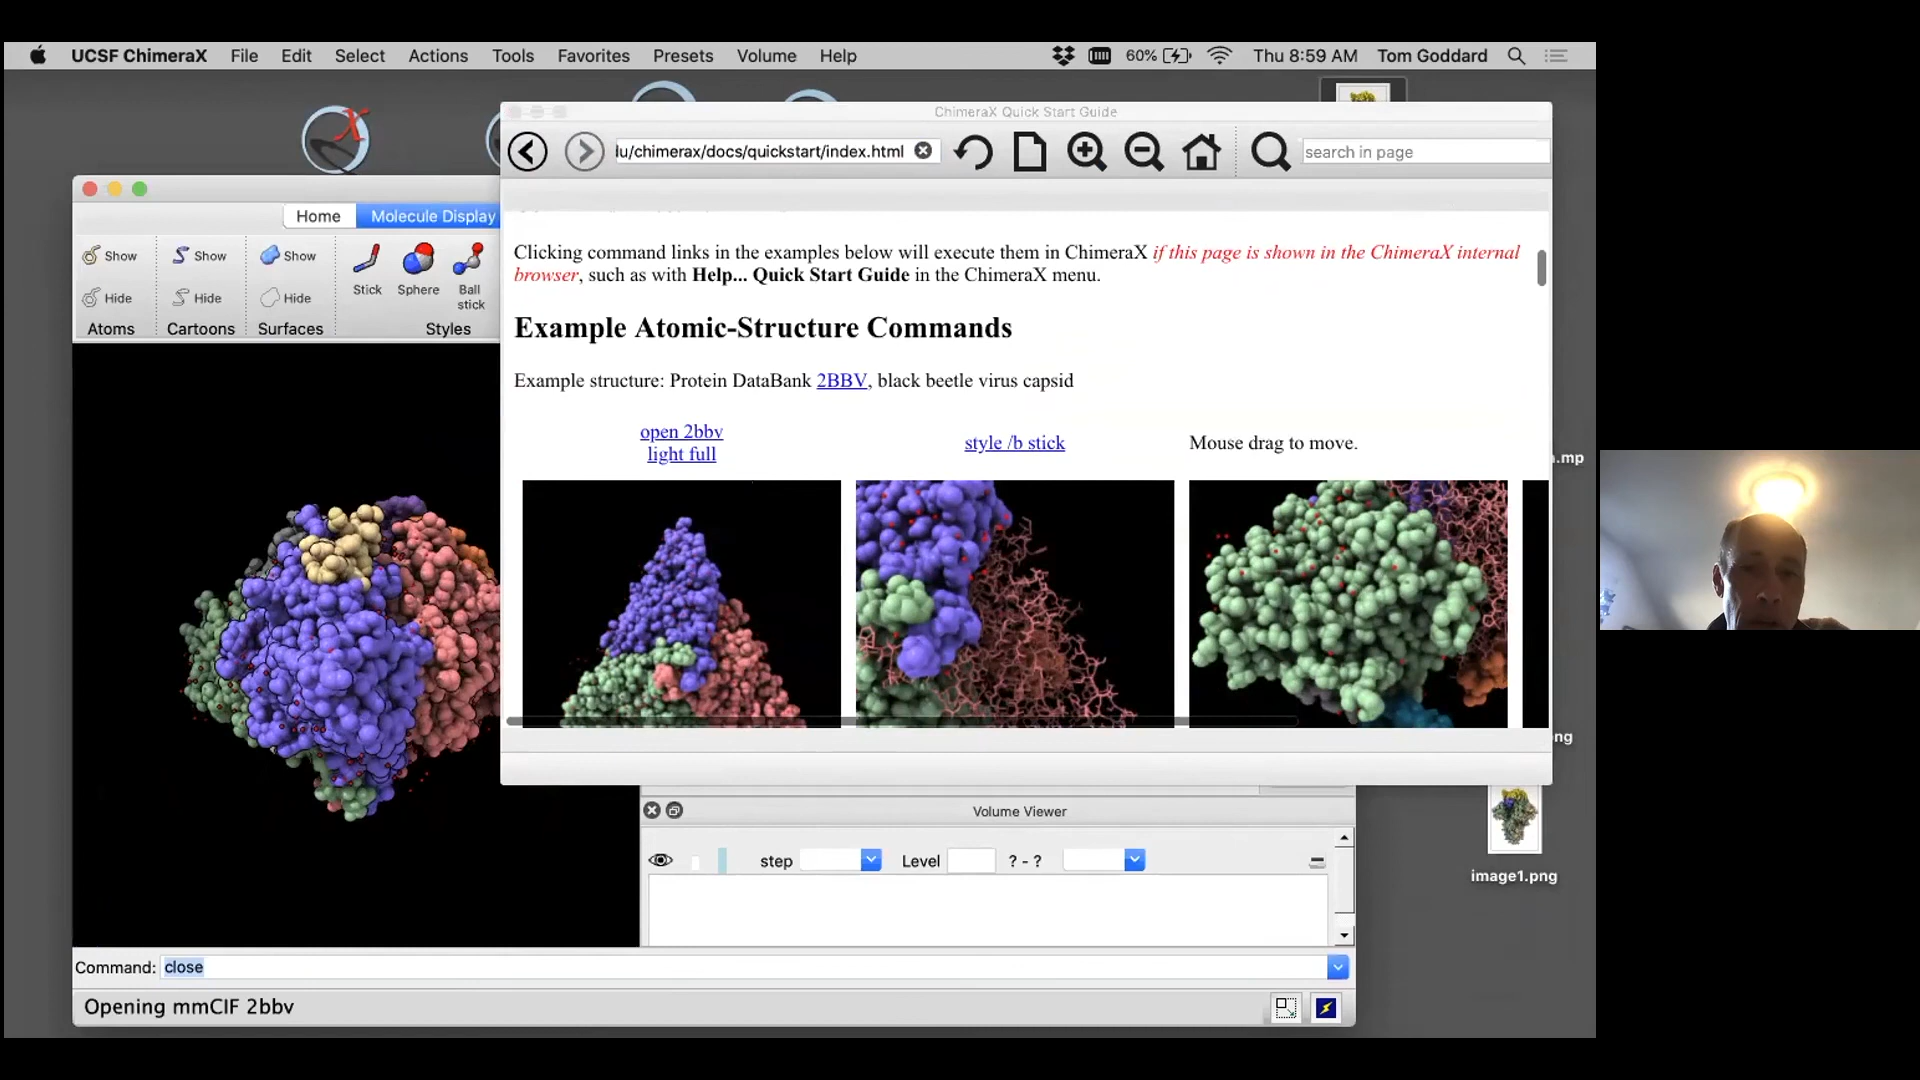 UCSF ChimeraX File Edit Select Actions Tools Favorites Presets Volume Help 60% Thu 8:59 AM Tom Goddard
ChimeraX Quick Start Guide
lu/chimerax/docs/quickstart/index.html search in page
Home Molecule Display
Show Show Show
Hide Hide Hide
Stick Sphere Ball stick
Atoms Cartoons Surfaces Styles
Clicking command links in the examples below will execute them in ChimeraX if this page is shown in the ChimeraX internal
browser, such as with Help... Quick Start Guide in the ChimeraX menu.
Example Atomic-Structure Commands
Example structure: Protein DataBank 2BBV, black beetle virus capsid
open 2bbv
light full
style /b stick
Mouse drag to move.
.mp
ng
image1.png
Volume Viewer
step Level ? - ?
Command: close
Opening mmCIF 2bbv